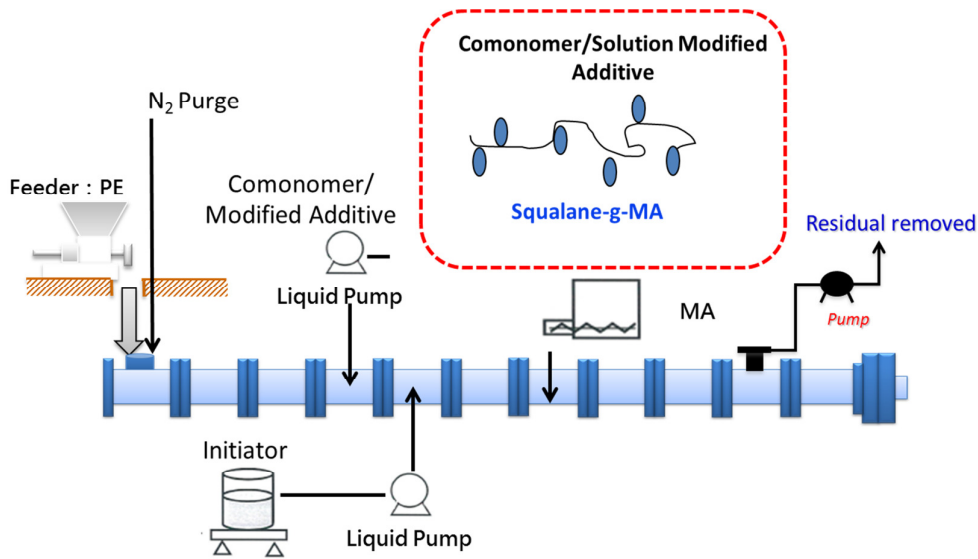 Comonomer/Solution Modified
Additive
Squalane-g-MA
N₂ Purge
Feeder : PE
Comonomer/
Modified Additive
Liquid Pump
MA
Residual removed
Pump
Initiator
Liquid Pump